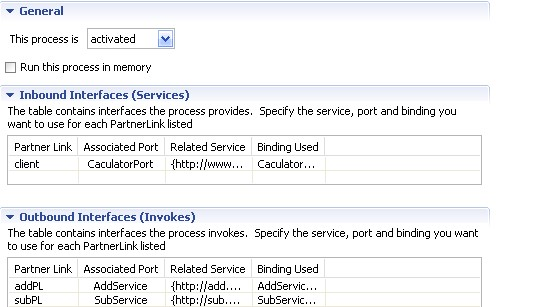 General
This process is activated
Run this process in memory
Inbound Interfaces (Services)
The table contains interfaces the process provides. Specify the service, port and binding you
want to use for each PartnerLink listed
Partner Link Associated Port Related Service Binding Used
client CaculatorPort {http://www... Caculator...
Outbound Interfaces (Invokes)
The table contains interfaces the process invokes. Specify the service, port and binding you want
to use for each PartnerLink listed
Partner Link Associated Port Related Service Binding Used
addPL AddService {http://add.... AddServic...
subPL SubService {http://sub.... SubServic...